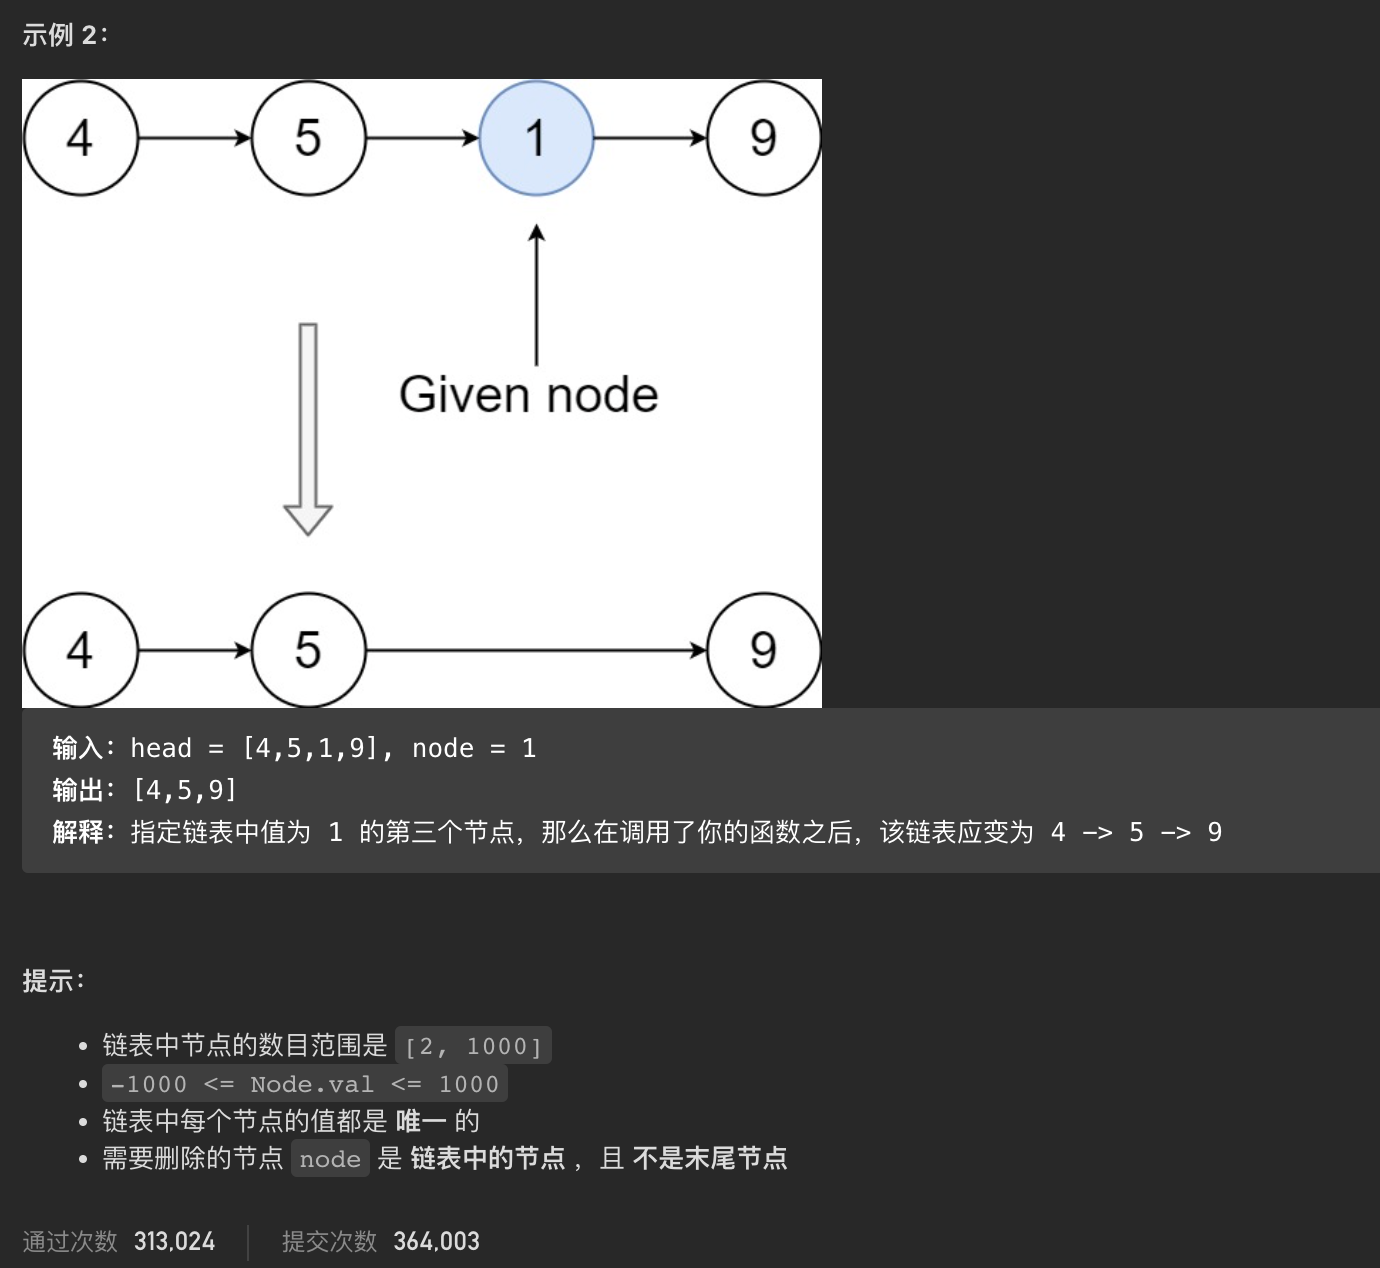 示例 2：
4 5 1 9
Given node
4 5 9
输入：head = [4,5,1,9], node = 1
输出：[4,5,9]
解释：指定链表中值为 1 的第三个节点，那么在调用了你的函数之后，该链表应变为 4 -> 5 -> 9
提示：
• 链表中节点的数目范围是 [2, 1000]
• -1000 <= Node.val <= 1000
• 链表中每个节点的值都是 唯一 的
• 需要删除的节点 node 是 链表中的节点 ，且 不是末尾节点
通过次数 313,024 | 提交次数 364,003